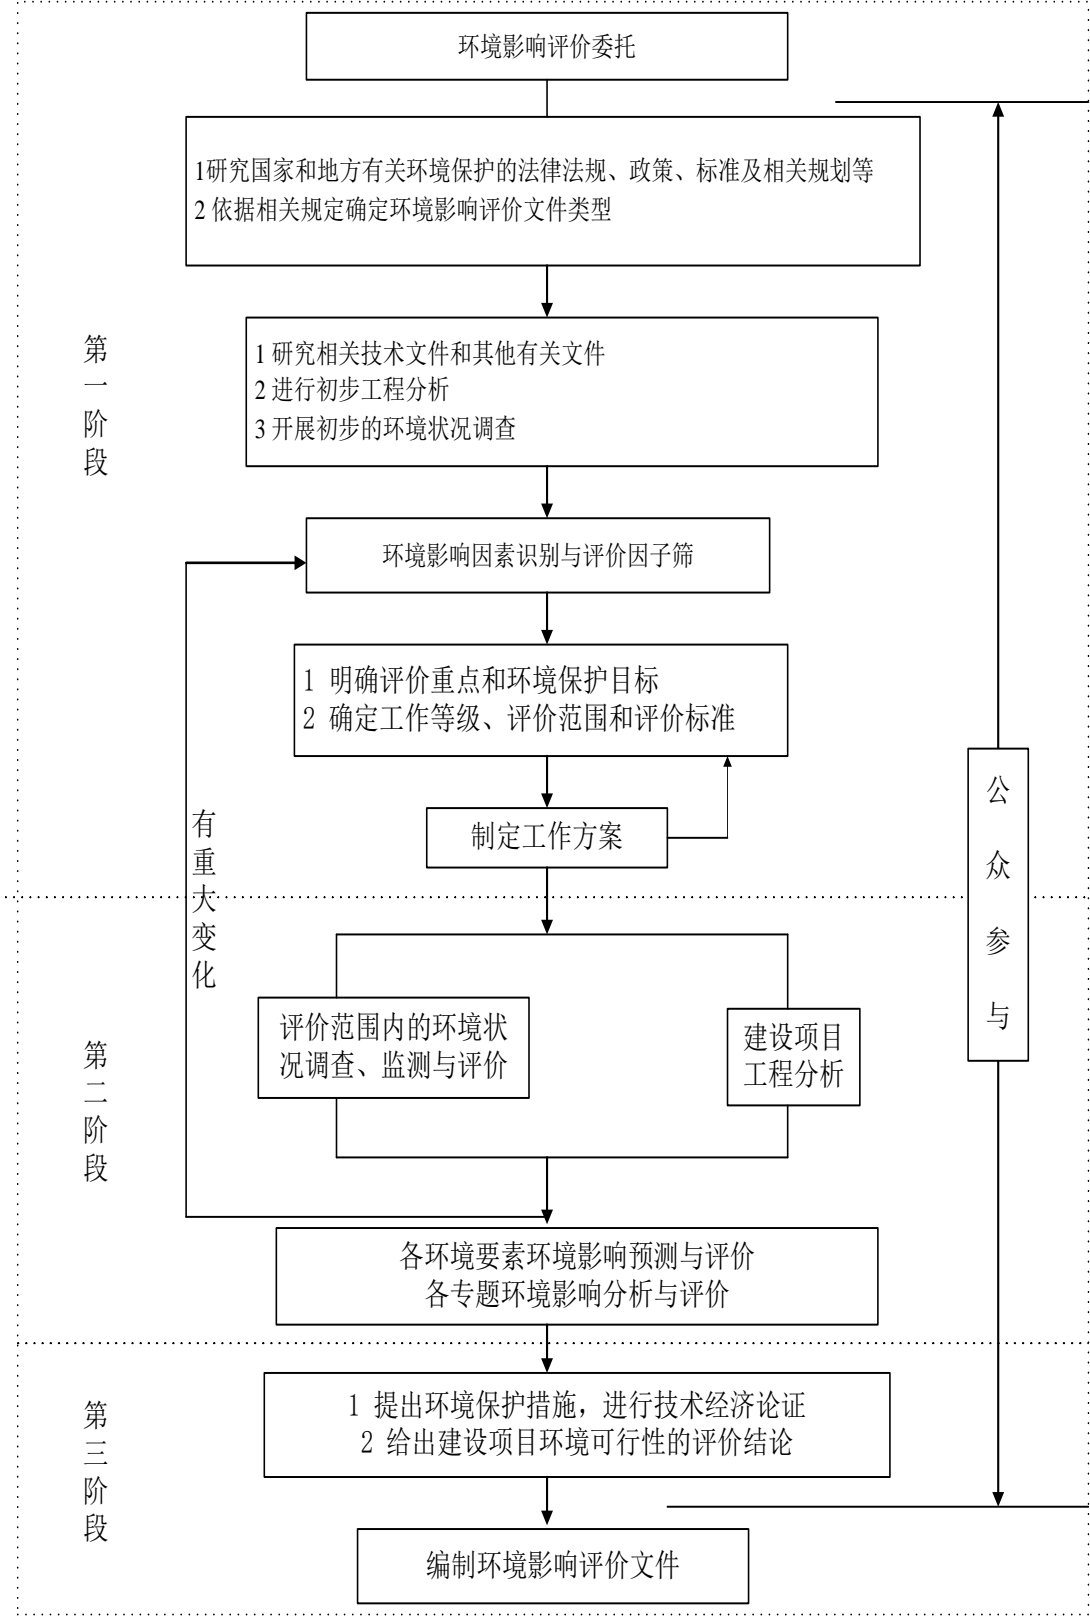 环境影响评价委托
1研究国家和地方有关环境保护的法律法规、政策、标准及相关规划等
2 依据相关规定确定环境影响评价文件类型
第一阶段
1 研究相关技术文件和其他有关文件
2 进行初步工程分析
3 开展初步的环境状况调查
环境影响因素识别与评价因子筛
1 明确评价重点和环境保护目标
2 确定工作等级、评价范围和评价标准
制定工作方案
有重大变化
公众参与
第二阶段
评价范围内的环境状
况调查、监测与评价
建设项目
工程分析
各环境要素环境影响预测与评价
各专题环境影响分析与评价
第三阶段
1 提出环境保护措施，进行技术经济论证
2 给出建设项目环境可行性的评价结论
编制环境影响评价文件